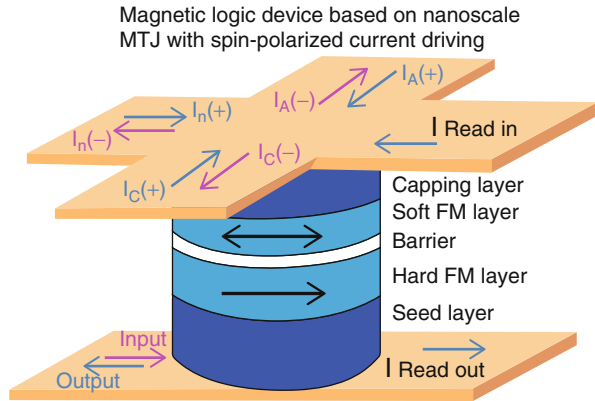 Magnetic logic device based on nanoscale
MTJ with spin-polarized current driving
I_A(−)
I_A(+)
I_n(+)
I_n(−)
I Read in
I_C(−)
I_C(+)
Capping layer
Soft FM layer
Barrier
Hard FM layer
Seed layer
Input
Output
I Read out